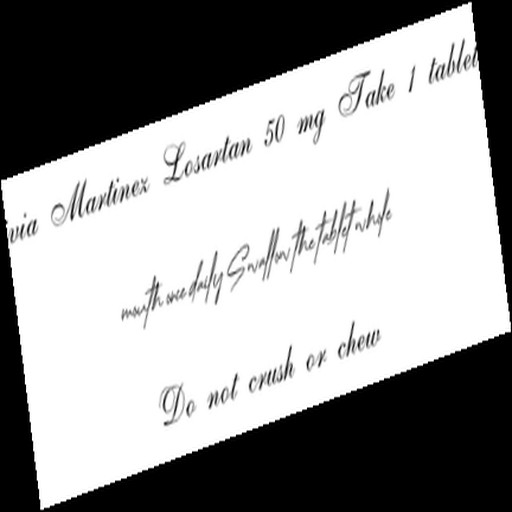 via Martinez Losartan 50 mg Take 1 tablet
mouth once daily Swallow the tablet whole
Do not crush or chew